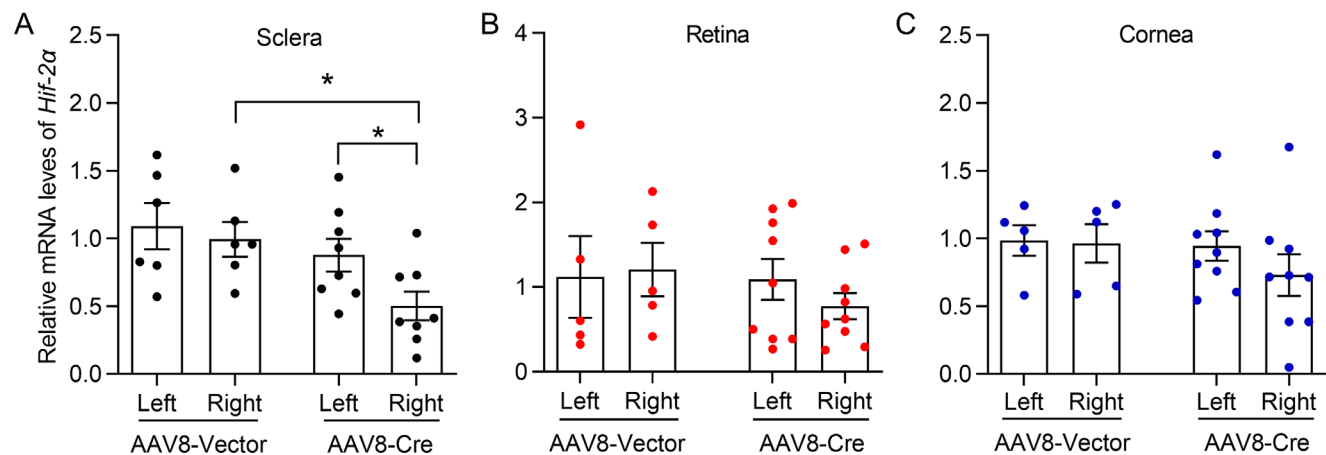 A
Sclera
Relative mRNA leves of Hif-2α
2.5
2.0
1.5
1.0
0.5
0.0
*
*
Left Right Left Right
AAV8-Vector AAV8-Cre
B
Retina
4
3
2
1
0
Left Right Left Right
AAV8-Vector AAV8-Cre
C
Cornea
2.5
2.0
1.5
1.0
0.5
0.0
Left Right Left Right
AAV8-Vector AAV8-Cre